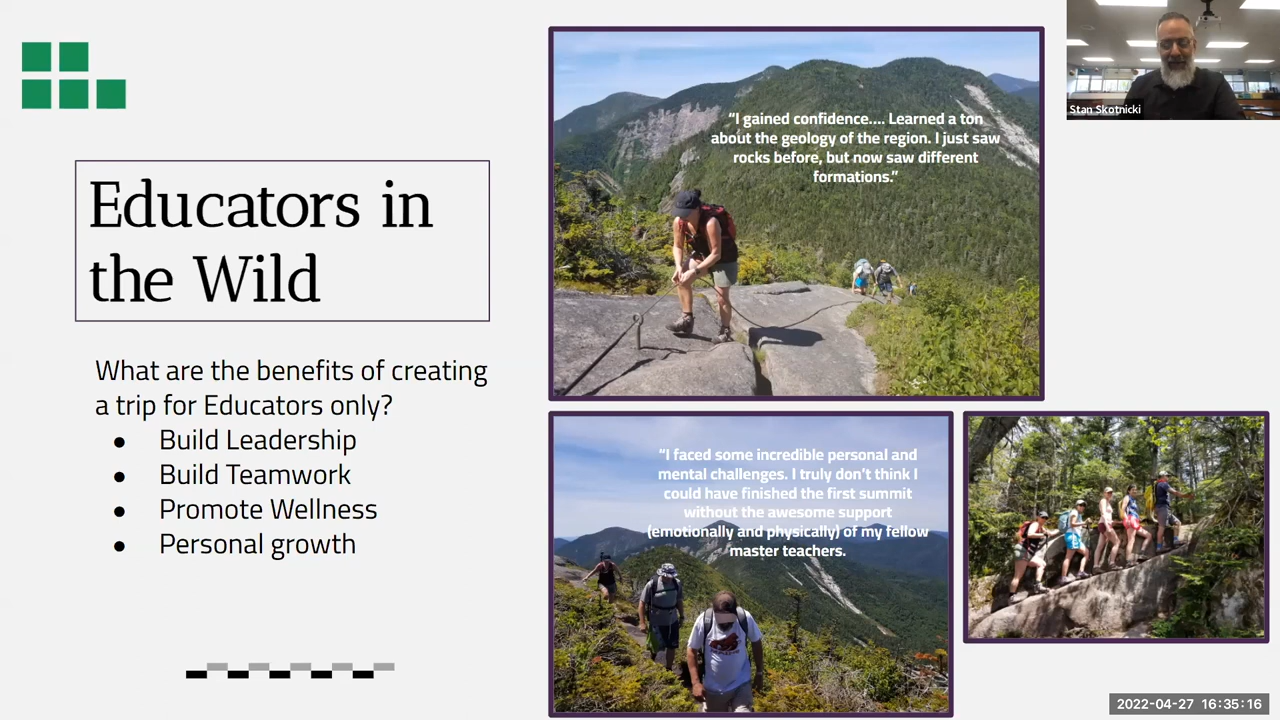 Educators in
the Wild
What are the benefits of creating
a trip for Educators only?
● Build Leadership
● Build Teamwork
● Promote Wellness
● Personal growth
“I gained confidence.... Learned a ton
about the geology of the region. I just saw
rocks before, but now saw different
formations.”
“I faced some incredible personal and
mental challenges. I truly don’t think I
could have finished the first summit
without the awesome support
(emotionally and physically) of my fellow
master teachers.
Stan Skotnicki
2022-04-27 16:35:16